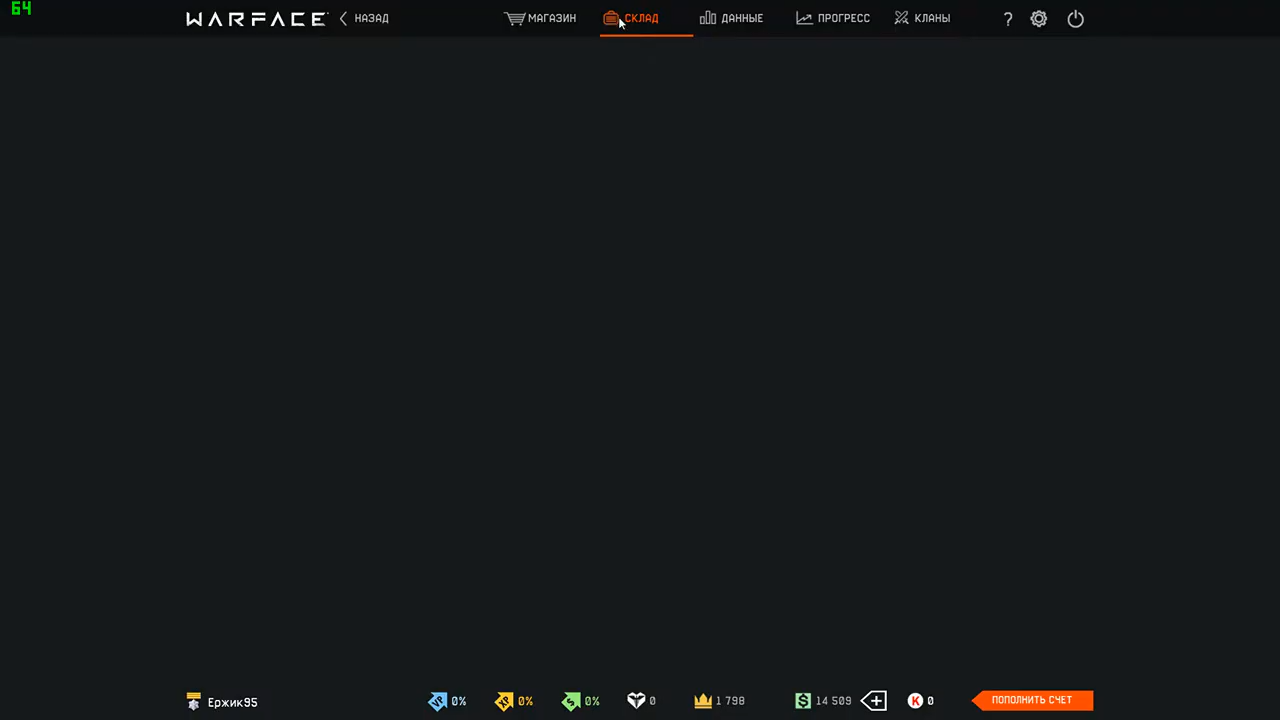 64
WARFACE НАЗАД МАГАЗИН СКЛАД ДАННЫЕ ПРОГРЕСС КЛАНЫ ?
Ержик95 0% 0% 0% 0 1 798 $ 14 509 K 0 ПОПОЛНИТЬ СЧЕТ